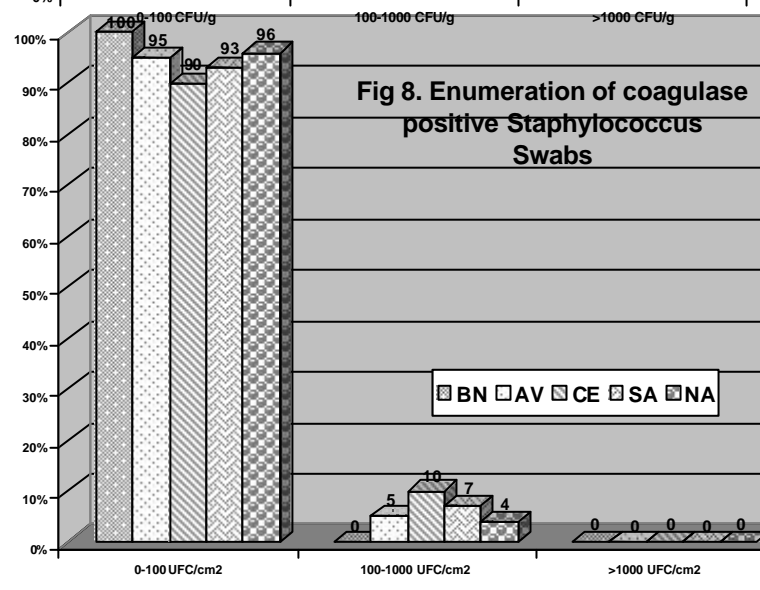 0-100 CFU/g 100-1000 CFU/g >1000 CFU/g
100%
90%
80%
70%
60%
50%
40%
30%
20%
10%
0%
100 95 90 93 96
Fig 8. Enumeration of coagulase
positive Staphylococcus
Swabs
BN AV CE SA NA
0 5 10 7 4
0 0 0 0 0
0-100 UFC/cm2 100-1000 UFC/cm2 >1000 UFC/cm2